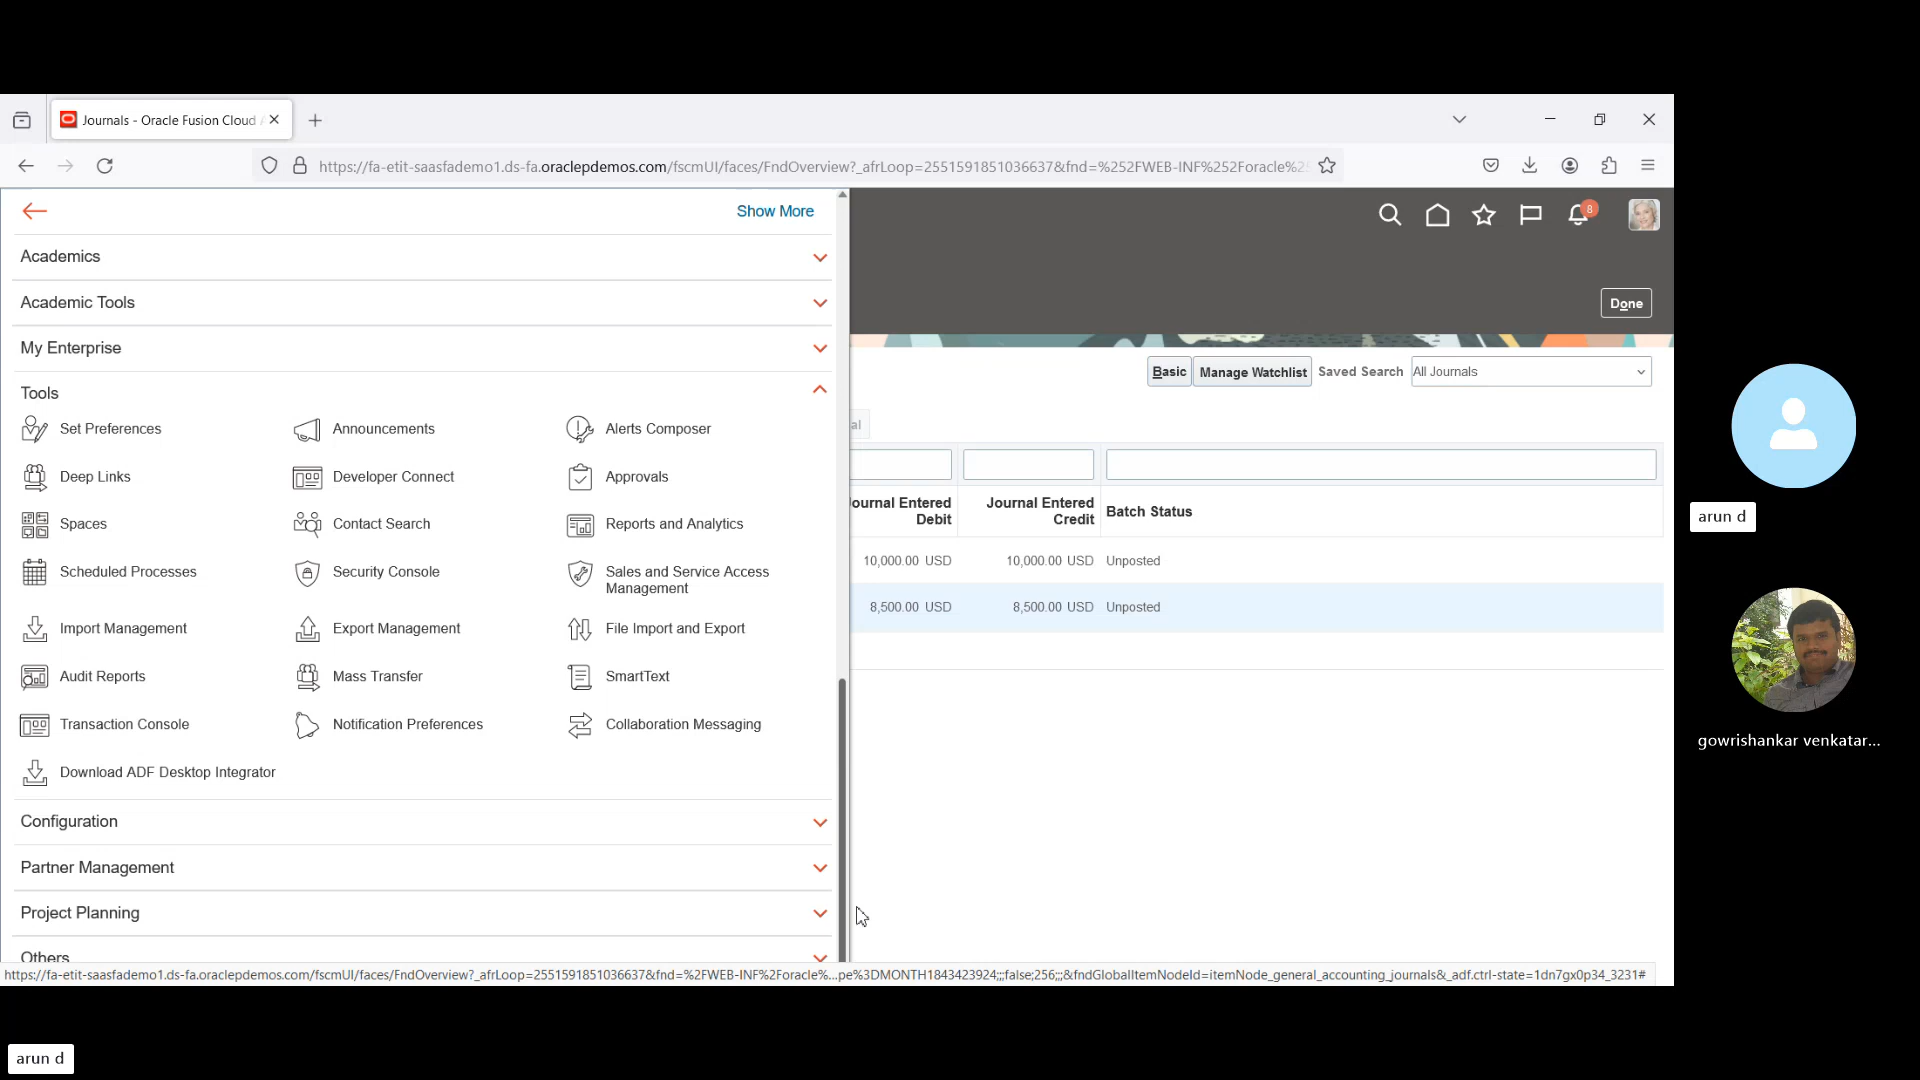 Journals - Oracle Fusion Cloud A
https://fa-etit-saasfademo1.ds-fa.oraclepdemos.com/fscmUI/faces/FndOverview?_afrLoop=2551591851036637&fnd=%252FWEB-INF%252Foracle%25
Show More
8
Academics
Academic Tools
Done
My Enterprise
Basic
Manage Watchlist
Saved Search
All Journals
Tools
Set Preferences
Announcements
Alerts Composer
al
Deep Links
Developer Connect
Approvals
Spaces
Contact Search
Reports and Analytics
Journal Entered
Debit
Journal Entered
Credit
Batch Status
Scheduled Processes
Security Console
Sales and Service Access
Management
10,000.00 USD
10,000.00 USD
Unposted
8,500.00 USD
8,500.00 USD
Unposted
Import Management
Export Management
File Import and Export
Audit Reports
Mass Transfer
SmartText
Transaction Console
Notification Preferences
Collaboration Messaging
Download ADF Desktop Integrator
Configuration
Partner Management
Project Planning
Others
https://fa-etit-saasfademo1.ds-fa.oraclepdemos.com/fscmUI/faces/FndOverview?_afrLoop=2551591851036637&fnd=%2FWEB-INF%2Foracle%...pe%3DMONTH1843423924;;;false;256;;;&fndGlobalItemNodeId=itemNode_general_accounting_journals&_adf.ctrl-state=1dn7gx0p34_3231#
arun d
gowrishankar venkatar...
arun d